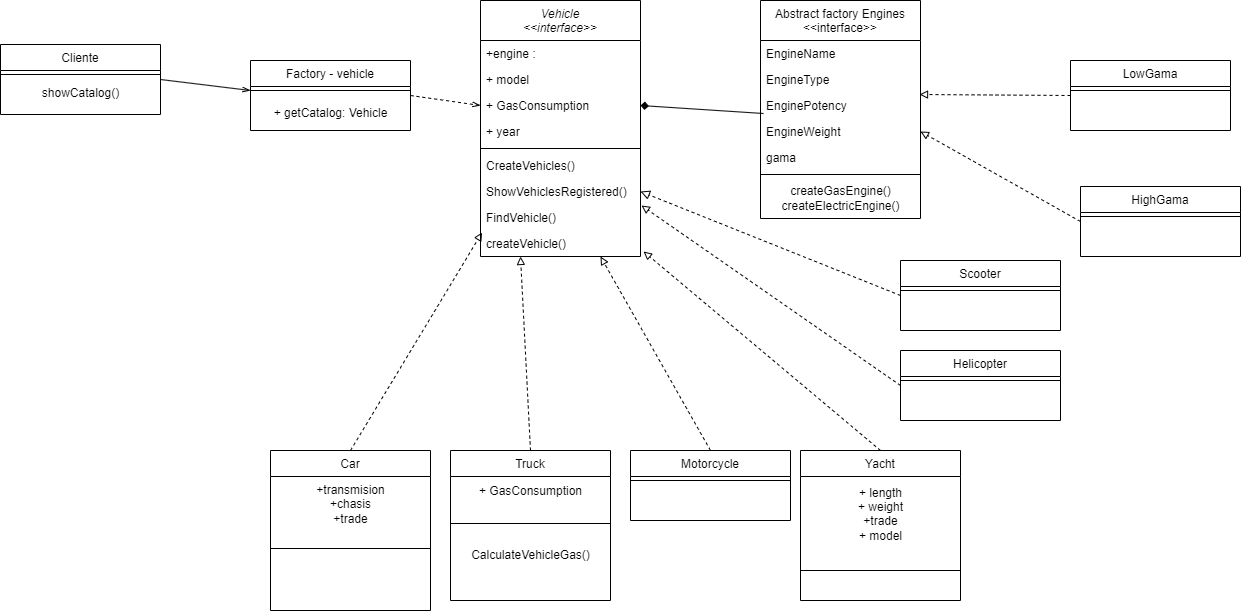 Cliente
showCatalog()
Factory - vehicle
+ getCatalog: Vehicle
Vehicle
<<interface>>
+engine :
+ model
+ GasConsumption
+ year
CreateVehicles()
ShowVehiclesRegistered()
FindVehicle()
createVehicle()
Abstract factory Engines
<<interface>>
EngineName
EngineType
EnginePotency
EngineWeight
gama
createGasEngine()
createElectricEngine()
LowGama
HighGama
Scooter
Helicopter
Car
+transmision
+chasis
+trade
Truck
+ GasConsumption
CalculateVehicleGas()
Motorcycle
Yacht
+ length
+ weight
+trade
+ model